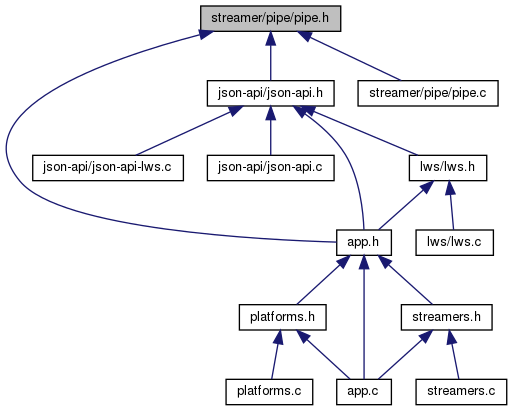 streamer/pipe/pipe.h
json-api/json-api.h
streamer/pipe/pipe.c
json-api/json-api-lws.c
json-api/json-api.c
lws/lws.h
app.h
lws/lws.c
platforms.h
streamers.h
platforms.c
app.c
streamers.c